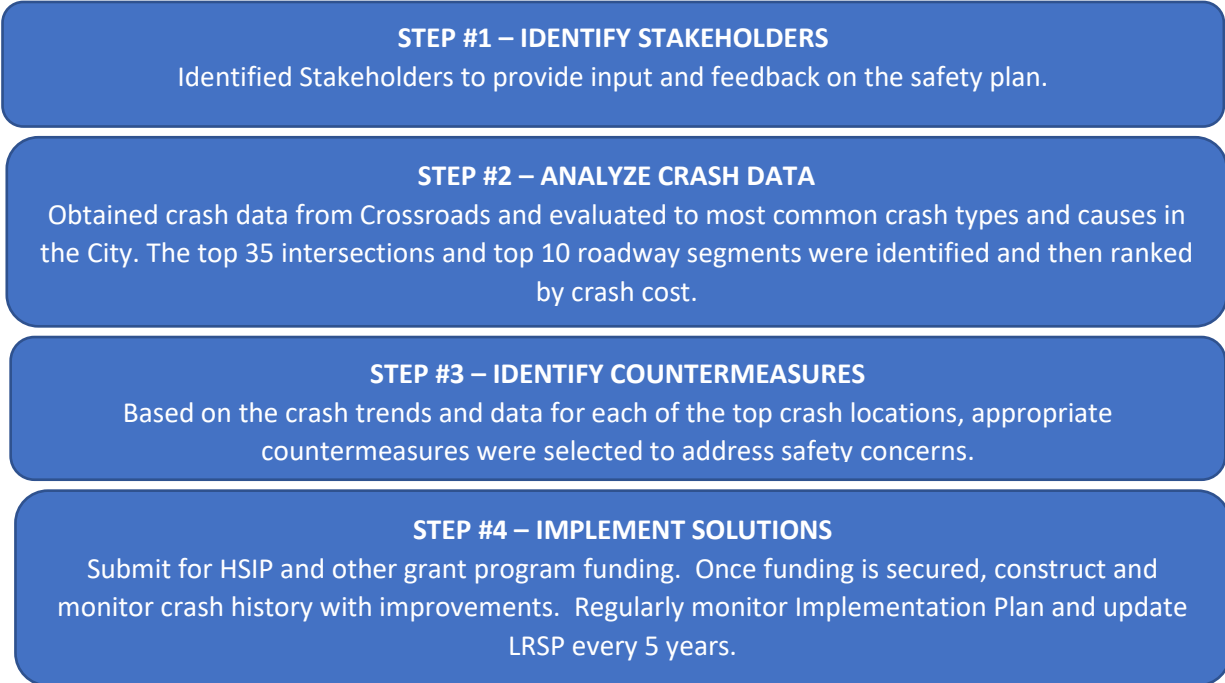 STEP #1 – IDENTIFY STAKEHOLDERS
Identified Stakeholders to provide input and feedback on the safety plan.
STEP #2 – ANALYZE CRASH DATA
Obtained crash data from Crossroads and evaluated to most common crash types and causes in
the City. The top 35 intersections and top 10 roadway segments were identified and then ranked
by crash cost.
STEP #3 – IDENTIFY COUNTERMEASURES
Based on the crash trends and data for each of the top crash locations, appropriate
countermeasures were selected to address safety concerns.
STEP #4 – IMPLEMENT SOLUTIONS
Submit for HSIP and other grant program funding.  Once funding is secured, construct and
monitor crash history with improvements.  Regularly monitor Implementation Plan and update
LRSP every 5 years.